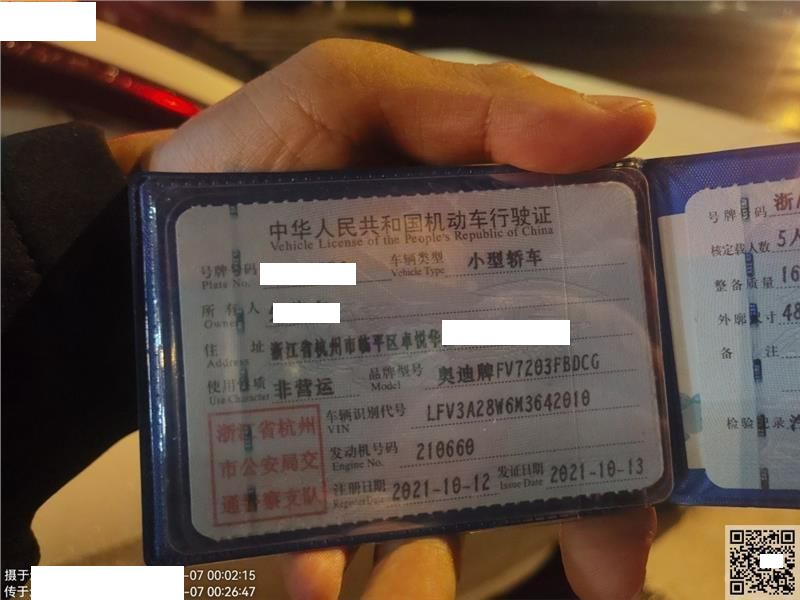 中华人民共和国机动车行驶证
Vehicle License of the People's Republic of China
号牌号码
Plate No.
车辆类型 小型轿车
Vehicle Type
所有人
Owner
住址 浙江省杭州市临平区卓悦华
Address
使用性质 非营运
Use Character
品牌型号 奥迪牌FV7203FBDCG
Model
车辆识别代号 LFV3A28W6M3642010
VIN
发动机号码 210660
Engine No.
注册日期 2021-10-12
Register Date
发证日期 2021-10-13
Issue Date
浙江省杭州
市公安局交
通警察支队
号牌号码 浙
核定载人数 5人
整备质量 16
外廓尺寸 48
备注
检验记录
摄于 -07 00:02:15
传于 -07 00:26:47